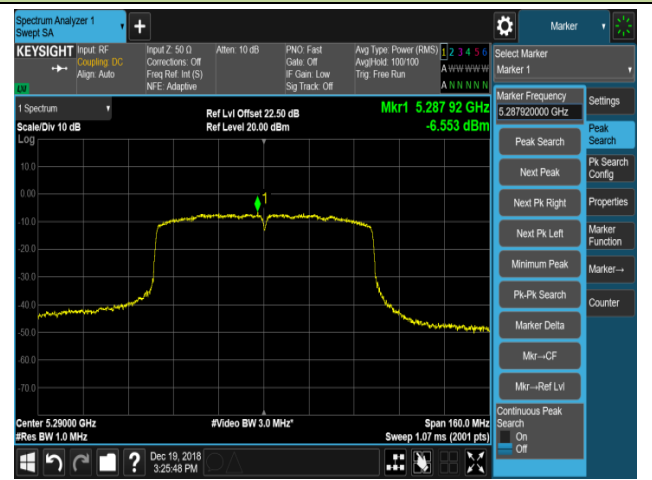 Spectrum Analyzer 1
Swept SA
Marker
KEYSIGHT
Input: RF
Coupling: DC
Align: Auto
Input Z: 50 Ω
Corrections: Off
Freq Ref: Int (S)
NFE: Adaptive
Atten: 10 dB
PNO: Fast
Gate: Off
IF Gain: Low
Sig Track: Off
Avg Type: Power (RMS)
Avg|Hold: 100/100
Trig: Free Run
1 2 3 4 5 6
A W W W W W
A N N N N N
LXI
Select Marker
Marker 1
1 Spectrum
Scale/Div 10 dB
Log
Ref Lvl Offset 22.50 dB
Ref Level 20.00 dBm
Mkr1 5.287 92 GHz
-6.553 dBm
10.0
0.00
-10.0
-20.0
-30.0
-40.0
-50.0
-60.0
-70.0
1
Center 5.29000 GHz
#Res BW 1.0 MHz
#Video BW 3.0 MHz*
Span 160.0 MHz
Sweep 1.07 ms (2001 pts)
Marker Frequency
5.287920000 GHz
Peak Search
Next Peak
Next Pk Right
Next Pk Left
Minimum Peak
Pk-Pk Search
Marker Delta
Mkr→CF
Mkr→Ref Lvl
Continuous Peak
Search
On
Off
Settings
Peak
Search
Pk Search
Config
Properties
Marker
Function
Marker→
Counter
?
Dec 19, 2018
3:25:48 PM